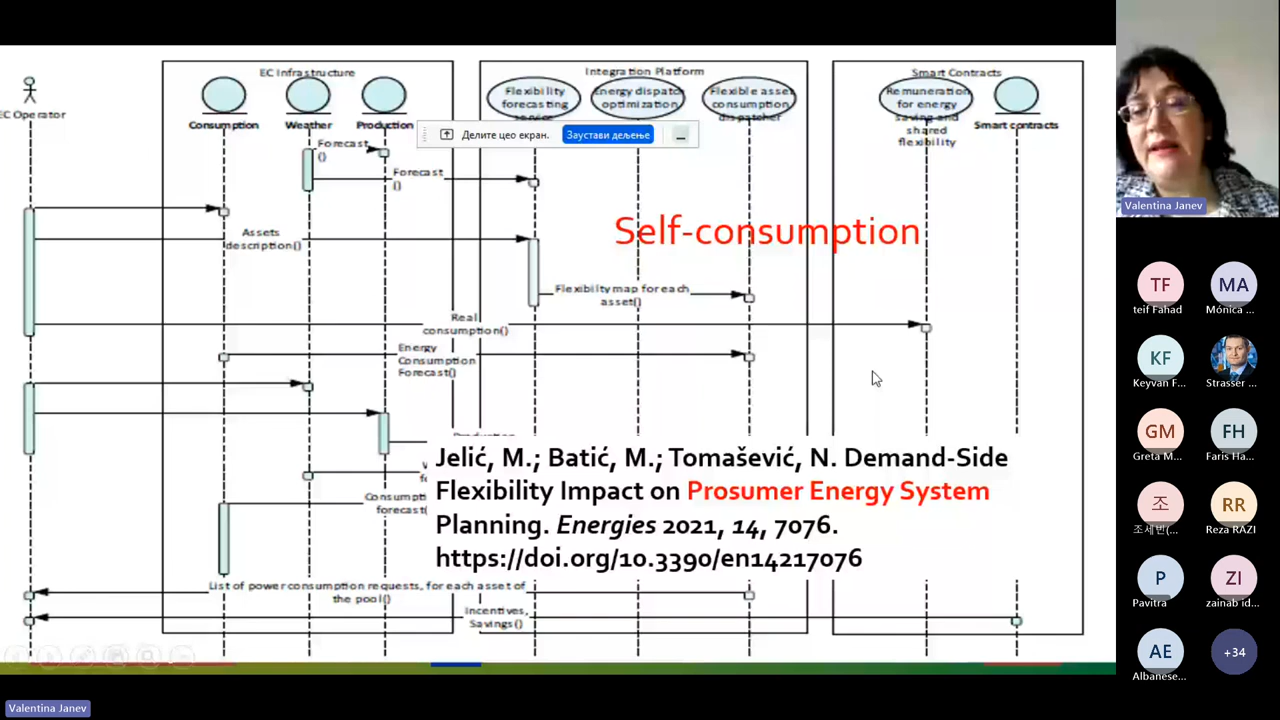 EC Infrastructure
Integration Platform
Smart Contracts
Flexibility
forecasting
Energy dispatch
optimization
Flexible asset
consumption
dispatcher
Remuneration
for energy
saving and
shared
flexibility
EC Operator
Consumption
Weather
Production
Smart contracts
Делите цео екран.
Заустави дељење
Forecast
()
Forecast
()
Self-consumption
Assets
description()
Flexibilty map for each
asset()
Real
consumption()
Energy
Consumption
Forecast()
Jelić, M.; Batić, M.; Tomašević, N. Demand-Side
Flexibility Impact on Prosumer Energy System
Planning. Energies 2021, 14, 7076.
https://doi.org/10.3390/en14217076
Consumpti
forecast(
List of power consumption requests, for each asset of
the pool()
Incentives,
Savings()
Valentina Janev
TF
teif Fahad
MA
Mónica ...
KF
Keyvan F...
Strasser ...
GM
Greta M...
FH
Faris Ha...
조
조세빈(...
RR
Reza RAZI
P
Pavitra
ZI
zainab id...
AE
Albanese...
+34
Valentina Janev